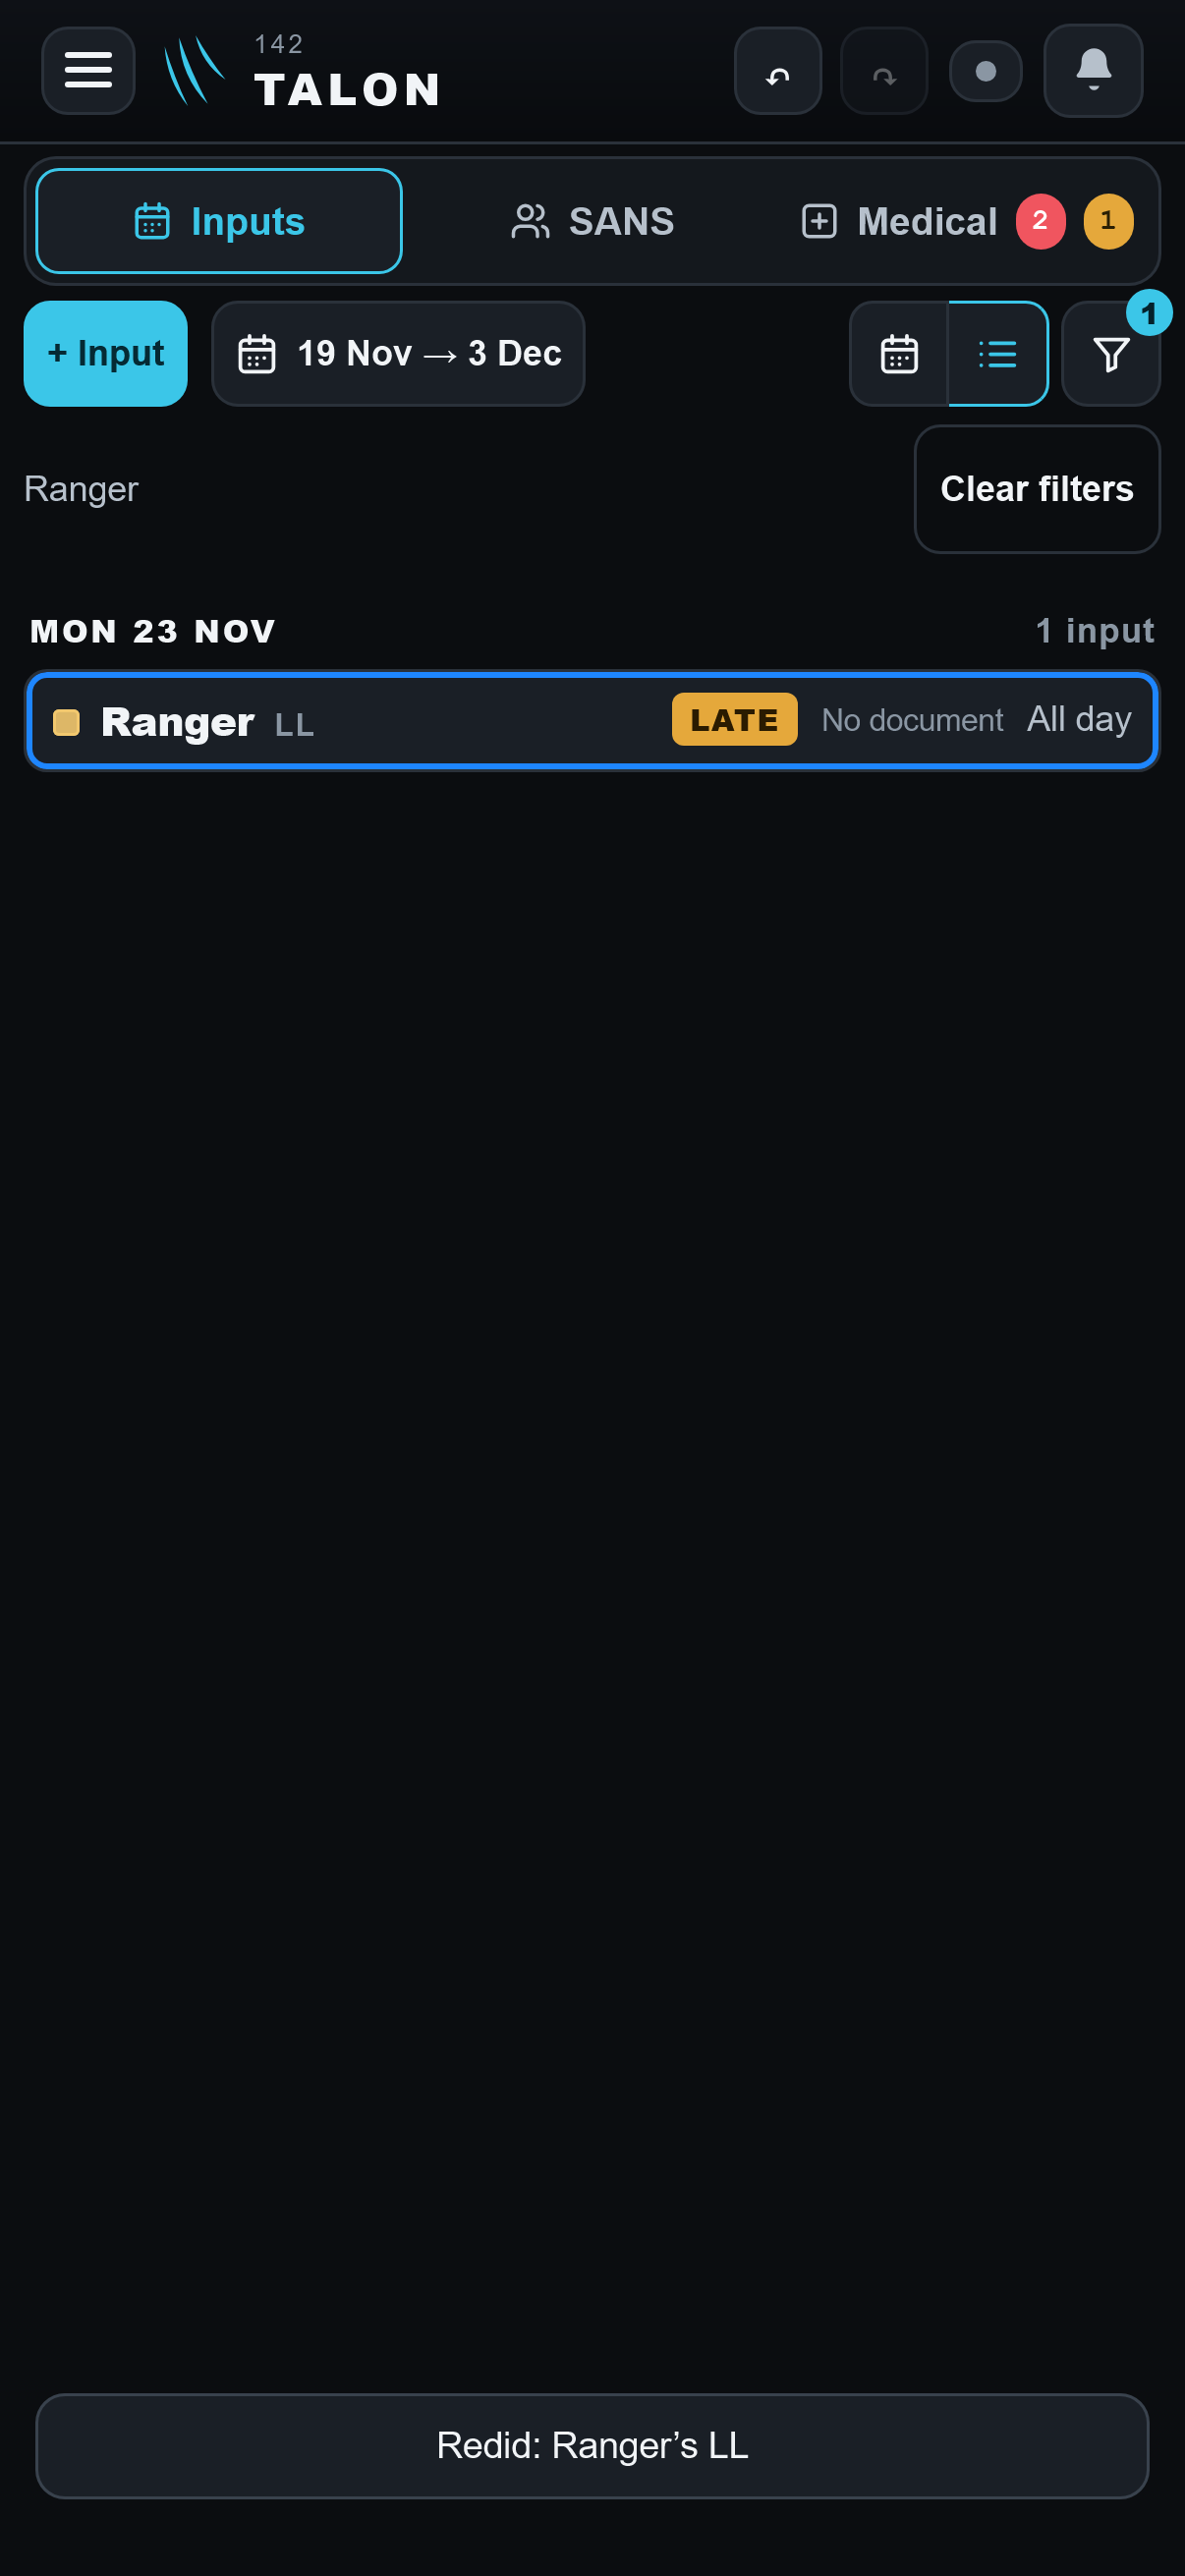 142
TALON
Inputs
SANS
Medical 2 1
+ Input
19 Nov → 3 Dec
1
Ranger
Clear filters
MON 23 NOV
1 input
Ranger LL LATE No document All day
Redid: Ranger’s LL